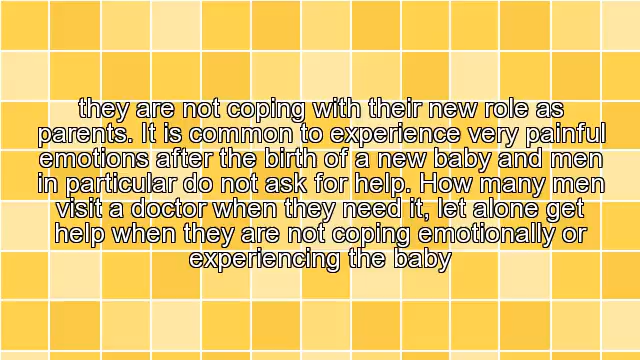 they are not coping with their new role as
parents. It is common to experience very painful
emotions after the birth of a new baby and men
in particular do not ask for help. How many men
visit a doctor when they need it, let alone get
help when they are not coping emotionally or
experiencing the baby